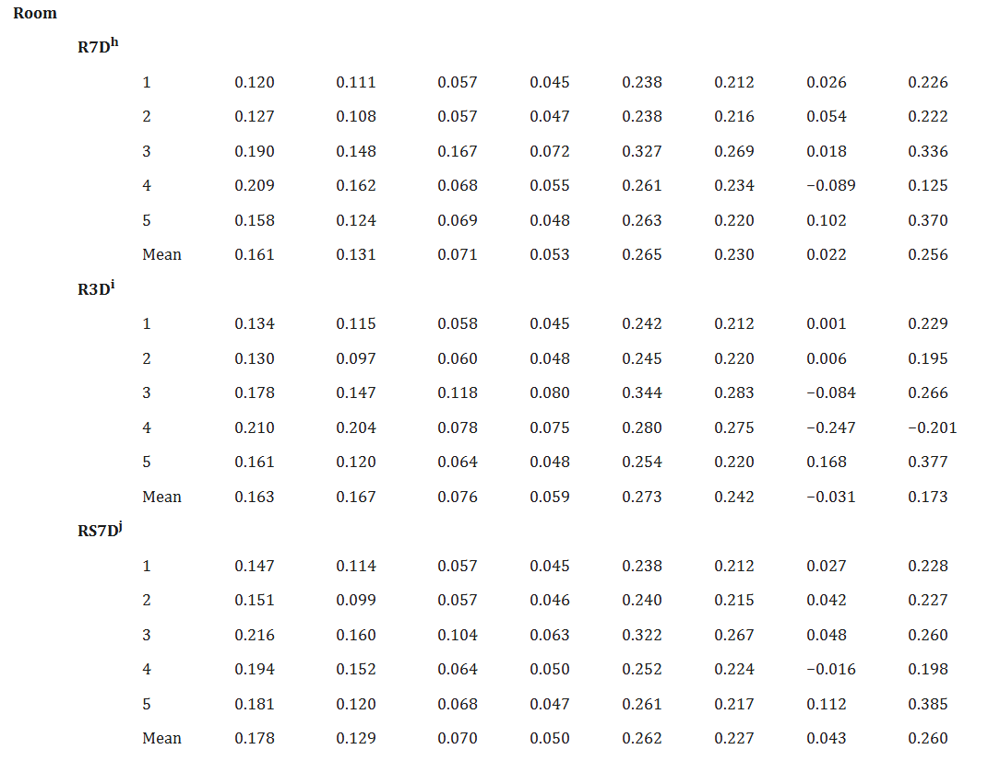 Room
R7Dh
1 0.120 0.111 0.057 0.045 0.238 0.212 0.026 0.226
2 0.127 0.108 0.057 0.047 0.238 0.216 0.054 0.222
3 0.190 0.148 0.167 0.072 0.327 0.269 0.018 0.336
4 0.209 0.162 0.068 0.055 0.261 0.234 −0.089 0.125
5 0.158 0.124 0.069 0.048 0.263 0.220 0.102 0.370
Mean 0.161 0.131 0.071 0.053 0.265 0.230 0.022 0.256
R3Di
1 0.134 0.115 0.058 0.045 0.242 0.212 0.001 0.229
2 0.130 0.097 0.060 0.048 0.245 0.220 0.006 0.195
3 0.178 0.147 0.118 0.080 0.344 0.283 −0.084 0.266
4 0.210 0.204 0.078 0.075 0.280 0.275 −0.247 −0.201
5 0.161 0.120 0.064 0.048 0.254 0.220 0.168 0.377
Mean 0.163 0.167 0.076 0.059 0.273 0.242 −0.031 0.173
RS7Dj
1 0.147 0.114 0.057 0.045 0.238 0.212 0.027 0.228
2 0.151 0.099 0.057 0.046 0.240 0.215 0.042 0.227
3 0.216 0.160 0.104 0.063 0.322 0.267 0.048 0.260
4 0.194 0.152 0.064 0.050 0.252 0.224 −0.016 0.198
5 0.181 0.120 0.068 0.047 0.261 0.217 0.112 0.385
Mean 0.178 0.129 0.070 0.050 0.262 0.227 0.043 0.260